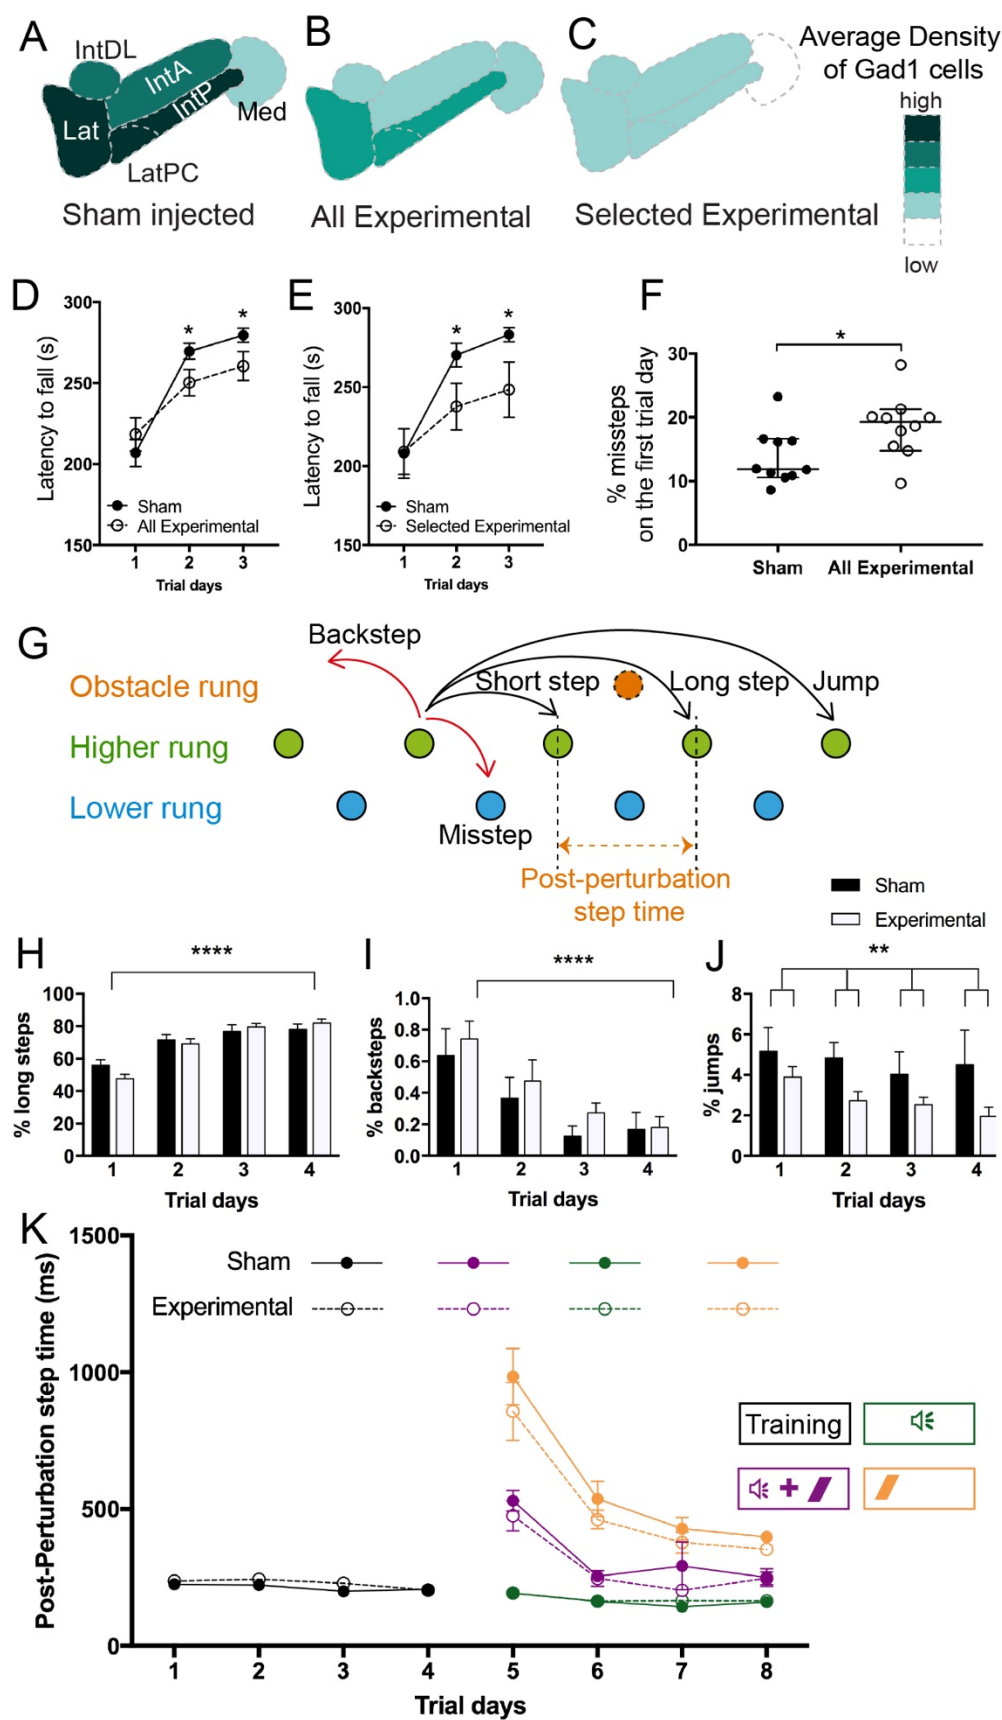 A
B
C
IntDL
IntA
IntP
Lat
Med
LatPC
Sham injected
All Experimental
Selected Experimental
Average Density
of Gad1 cells
high
low
D
Latency to fall (s)
300
250
200
150
Sham
All Experimental
1 2 3
Trial days
* *
E
Latency to fall (s)
300
250
200
150
Sham
Selected Experimental
1 2 3
Trial days
* *
F
% missteps
on the first trial day
30
20
10
0
*
Sham All Experimental
G
Backstep
Obstacle rung
Short step Long step Jump
Higher rung
Lower rung
Misstep
Post-perturbation
step time
Sham
Experimental
H
****
% long steps
100
80
60
40
20
0
1 2 3 4
Trial days
I
****
% backsteps
1.0
0.8
0.6
0.4
0.2
0.0
1 2 3 4
Trial days
J
**
% jumps
8
6
4
2
0
1 2 3 4
Trial days
K
Post-Perturbation step time (ms)
1500
1000
500
0
Sham
Experimental
Training
+
1 2 3 4 5 6 7 8
Trial days